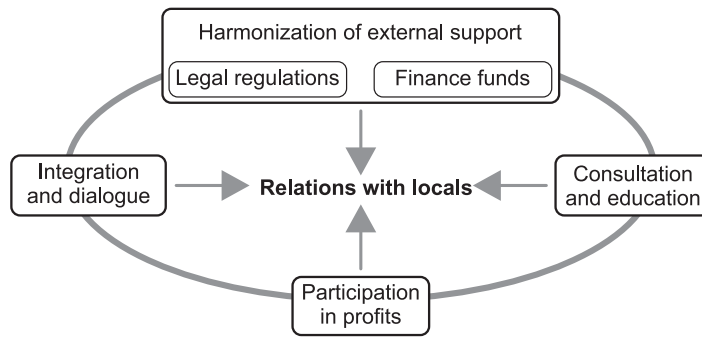 Harmonization of external support
Legal regulations
Finance funds
Integration
and dialogue
Relations with locals
Consultation
and education
Participation
in profits